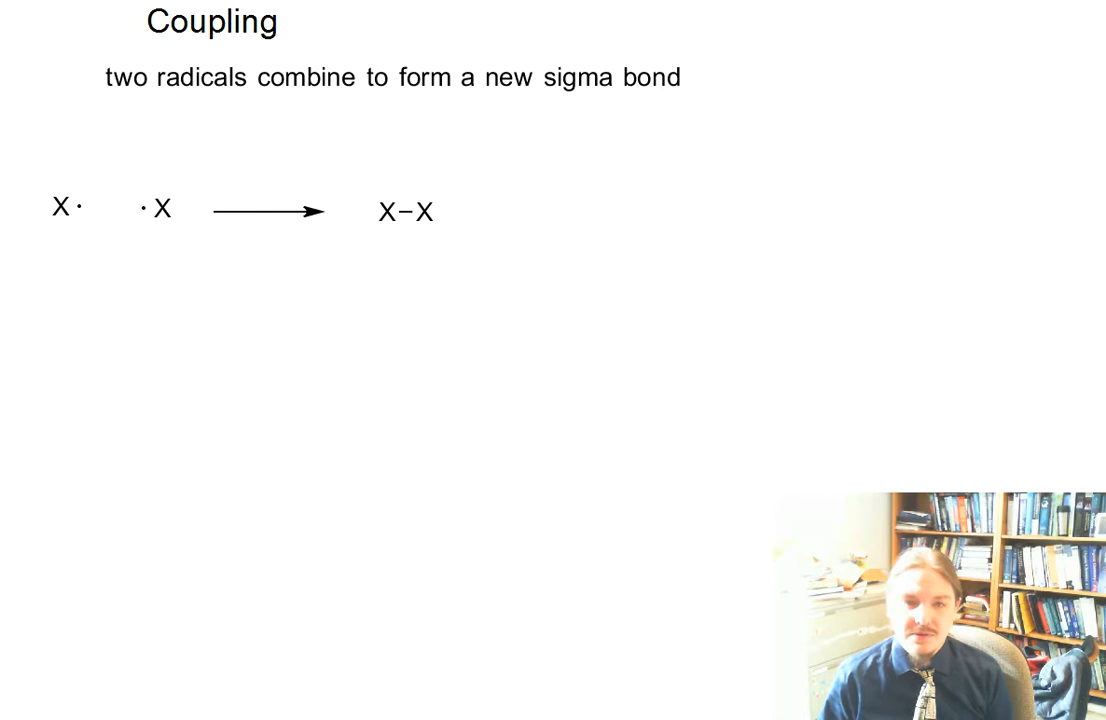 Coupling
two radicals combine to form a new sigma bond
X· ·X X–X